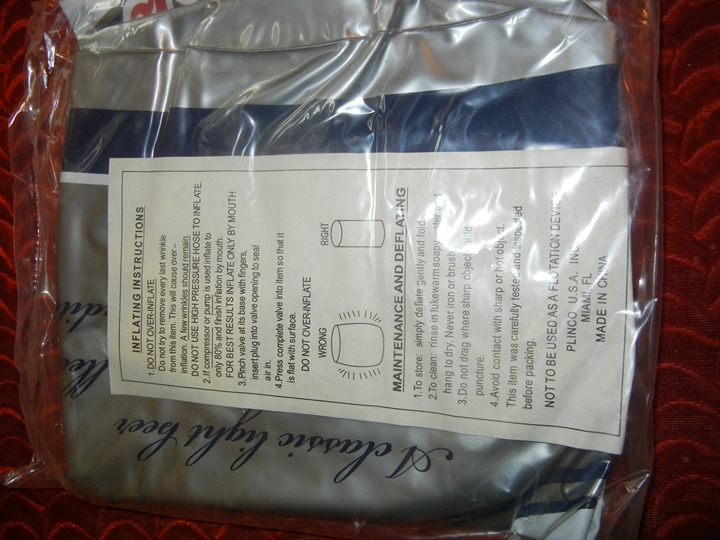 INFLATING INSTRUCTIONS
1. DO NOT OVER-INFLATE
Do not try to remove every last wrinkle
from this item. This will cause over –
inflation. A few wrinkles should remain.
DO NOT USE HIGH PRESSURE HOSE TO INFLATE.
2. If compressor or pump is used inflate to
only 80% and finish inflation by mouth.
FOR BEST RESULTS INFLATE ONLY BY MOUTH
3. Pinch valve at its base with fingers,
insert plug into valve opening to seal
air in.
4. Press complete valve into item so that it
is flat with surface.
DO NOT OVER-INFLATE
WRONG
RIGHT
MAINTENANCE AND DEFLATING
1. To store: simply deflate gently and fold.
2. To clean: rinse in lukewarm soapy water and
hang to dry. Never iron or brush
3. Do not drag where sharp object could
puncture.
4. Avoid contact with sharp or hot object.
This item was carefully tested and inspected
before packing.
NOT TO BE USED AS A FLOTATION DEVICE
PLINCO U.S.A. INC.
MIAMI FL
MADE IN CHINA
A classic light beer